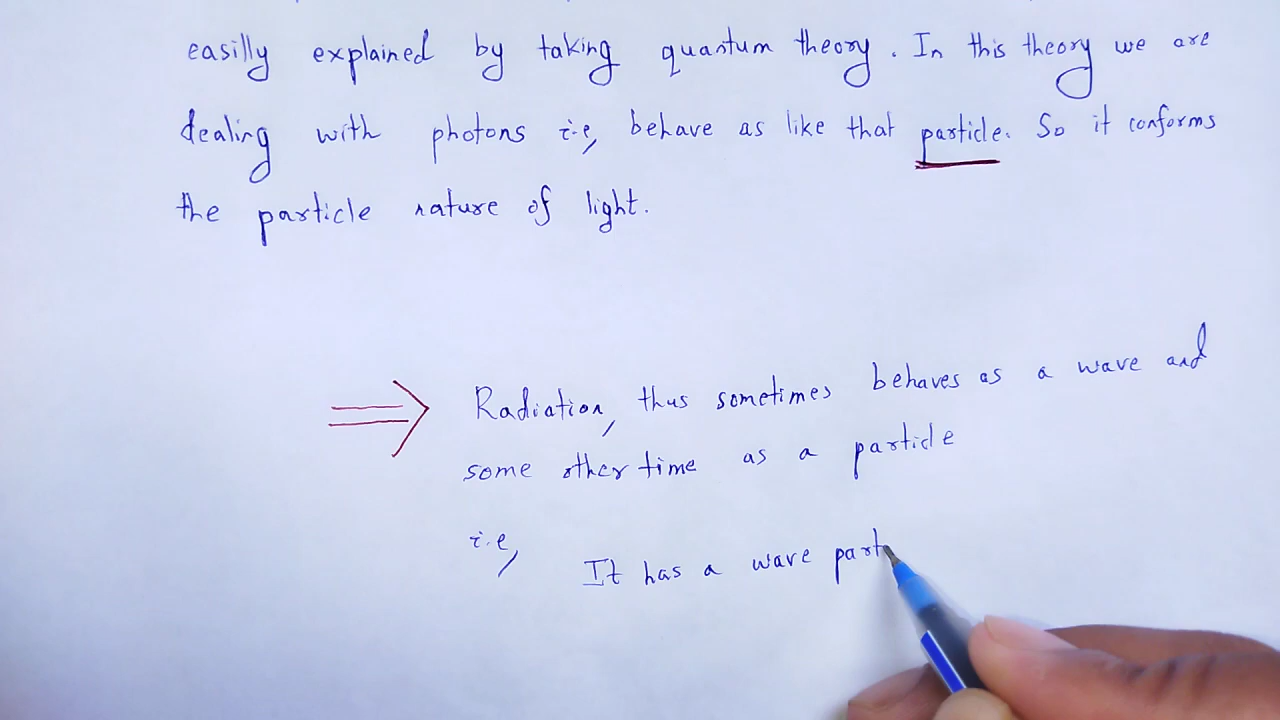 easilly explained by taking quantum theory. In this theory we are
dealing with photons i.e, behave as like that particle. So it conforms
the particle nature of light.
Radiation, thus sometimes behaves as a wave and
some other time as a particle
i.e, It has a wave part